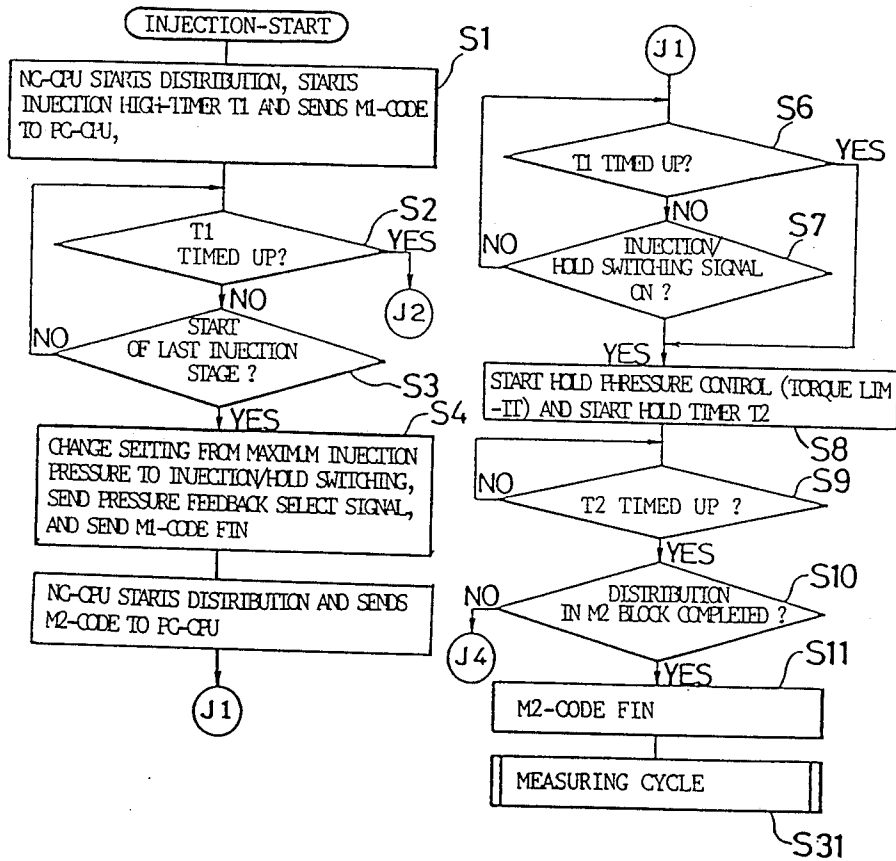 INJECTION-START
S1
NC-CPU STARTS DISTRIBUTION, STARTS
INJECTION HIGH-TIMER T1 AND SENDS M1-CODE
TO PG-CPU,
S2
T1
TIMED UP?
YES
J2
NO
START
OF LAST INJECTION
STAGE ?
NO
S3
YES
S4
CHANGE SETTING FROM MAXIMUM INJECTION
PRESSURE TO INJECTION/HOLD SWITCHING,
SEND PRESSURE FEEDBACK SELECT SIGNAL,
AND SEND M1-CODE FIN
NC-CPU STARTS DISTRIBUTION AND SENDS
M2-CODE TO PG-CPU
J1
J1
S6
T1 TIMED UP?
YES
NO
S7
INJECTION/
HOLD SWITCHING SIGNAL
ON ?
NO
YES
START HOLD PHRESSURE CONTROL (TORQUE LIM
-IT) AND START HOLD TIMER T2
S8
S9
NO
T2 TIMED UP ?
YES
S10
DISTRIBUTION
IN M2 BLOCK COMPLETED ?
NO
J4
YES
S11
M2-CODE FIN
MEASURING CYCLE
S31